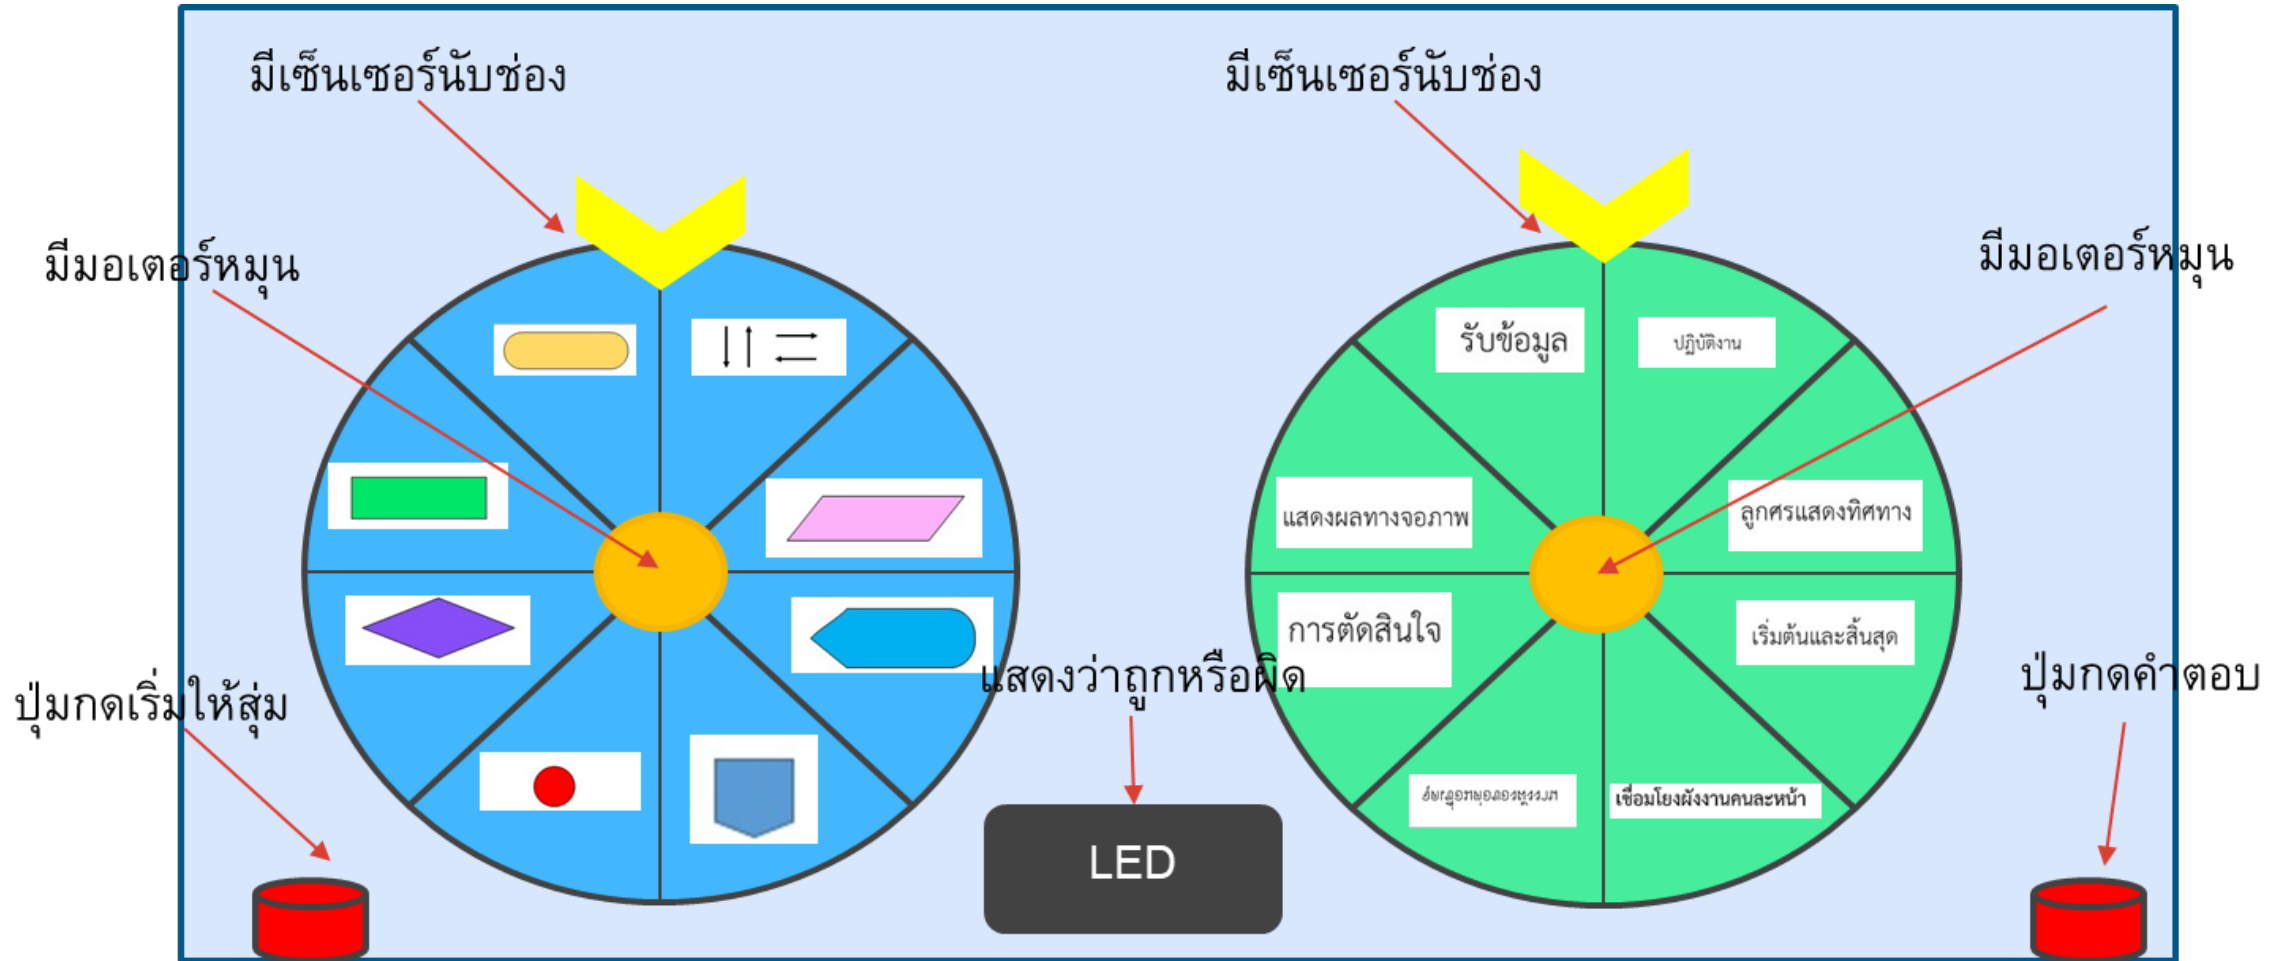 มีเซ็นเซอร์นับช่อง
มีเซ็นเซอร์นับช่อง
มีมอเตอร์หมุน
มีมอเตอร์หมุน
รับข้อมูล
ปฏิบัติงาน
แสดงผลทางจอภาพ
ลูกศรแสดงทิศทาง
การตัดสินใจ
เริ่มต้นและสิ้นสุด
แสดงว่าถูกหรือผิด
ปุ่มกดเริ่มให้สุ่ม
ปุ่มกดคำตอบ
เชื่อมโยงผังงานคนละหน้า
LED